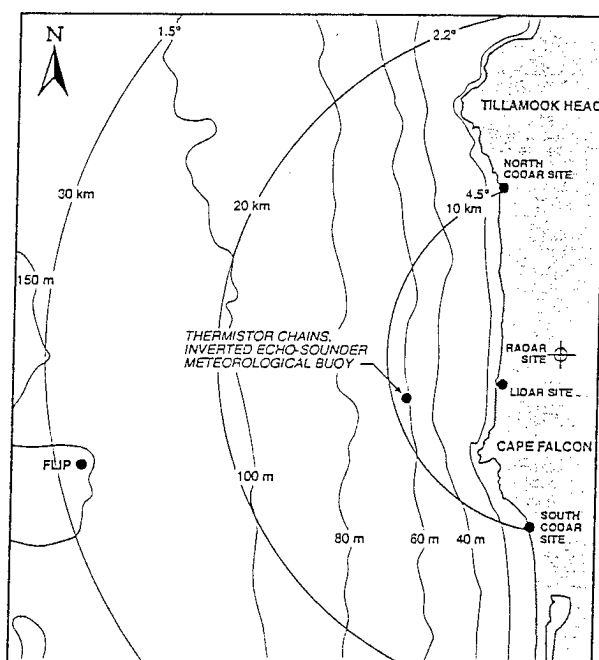 N
1.5°
2.2°
TILLAMOOK HEAD
NORTH
CODAR SITE
4.5°
10 km
20 km
30 km
150 m
THERMISTOR CHAINS,
INVERTED ECHO-SOUNDER
METEOROLOGICAL BUOY
RADAR
SITE
LIDAR SITE
CAPE FALCON
FLIP
100 m
80 m
60 m
40 m
SOUTH
CODAR
SITE